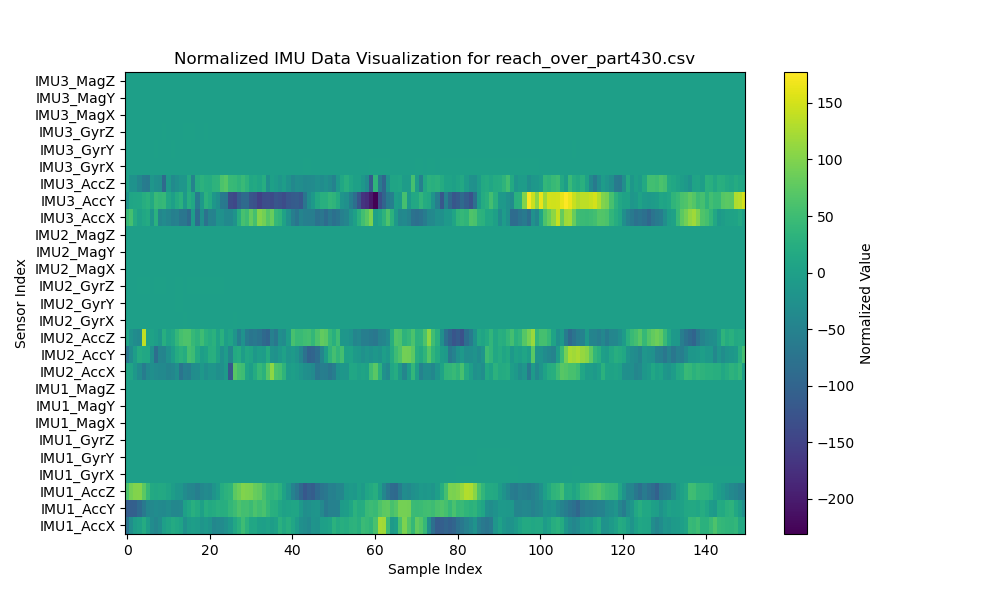 Normalized IMU Data Visualization for reach_over_part430.csv
IMU3_MagZ
IMU3_MagY
IMU3_MagX
IMU3_GyrZ
IMU3_GyrY
IMU3_GyrX
IMU3_AccZ
IMU3_AccY
IMU3_AccX
IMU2_MagZ
IMU2_MagY
IMU2_MagX
IMU2_GyrZ
IMU2_GyrY
IMU2_GyrX
IMU2_AccZ
IMU2_AccY
IMU2_AccX
IMU1_MagZ
IMU1_MagY
IMU1_MagX
IMU1_GyrZ
IMU1_GyrY
IMU1_GyrX
IMU1_AccZ
IMU1_AccY
IMU1_AccX
Sensor Index
0 20 40 60 80 100 120 140
Sample Index
150
100
50
0
−50
−100
−150
−200
Normalized Value